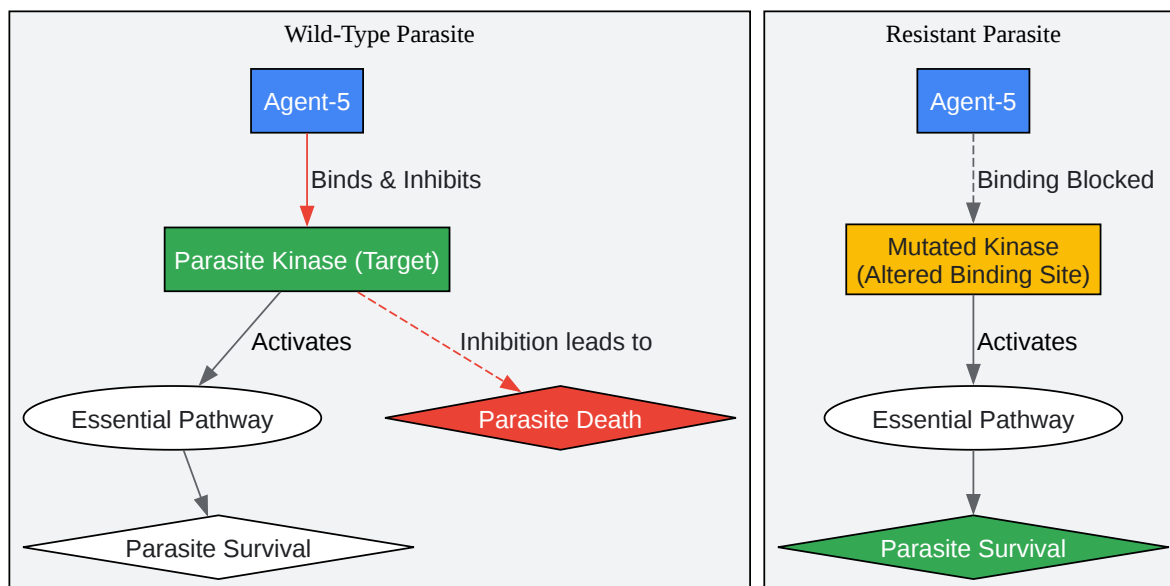 Wild-Type Parasite
Agent-5
Binds & Inhibits
Parasite Kinase (Target)
Activates
Inhibition leads to
Essential Pathway
Parasite Death
Parasite Survival
Resistant Parasite
Agent-5
Binding Blocked
Mutated Kinase
(Altered Binding Site)
Activates
Essential Pathway
Parasite Survival